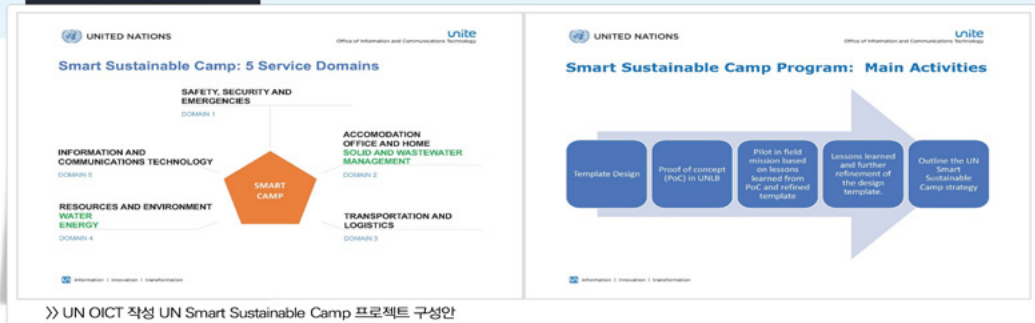 UNITED NATIONS
unite
Office of Information and Communications Technology
Smart Sustainable Camp: 5 Service Domains
SAFETY, SECURITY AND
EMERGENCIES
DOMAIN 1
INFORMATION AND
COMMUNICATIONS TECHNOLOGY
DOMAIN 5
ACCOMODATION
OFFICE AND HOME
SOLID AND WASTEWATER
MANAGEMENT
DOMAIN 2
SMART
CAMP
RESOURCES AND ENVIRONMENT
WATER
ENERGY
DOMAIN 4
TRANSPORTATION AND
LOGISTICS
DOMAIN 3
information | innovation | transformation
UNITED NATIONS
unite
Office of Information and Communications Technology
Smart Sustainable Camp Program: Main Activities
Template Design
Proof of concept
(PoC) in UNLB
Pilot in field
mission based
on lessons
learned from
PoC and refined
template
Lessons learned
and further
refinement of
the design
template.
Outline the UN
Smart
Sustainable
Camp strategy
information | innovation | transformation
>> UN OICT 작성 UN Smart Sustainable Camp 프로젝트 구성안